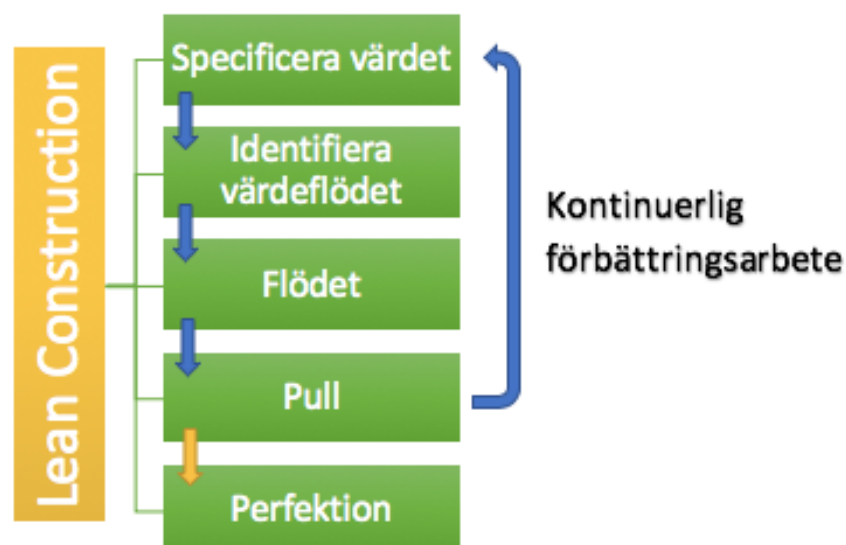 Lean Construction
Specificera värdet
Identifiera
värdeflödet
Flödet
Pull
Perfektion
Kontinuerlig
förbättringsarbete